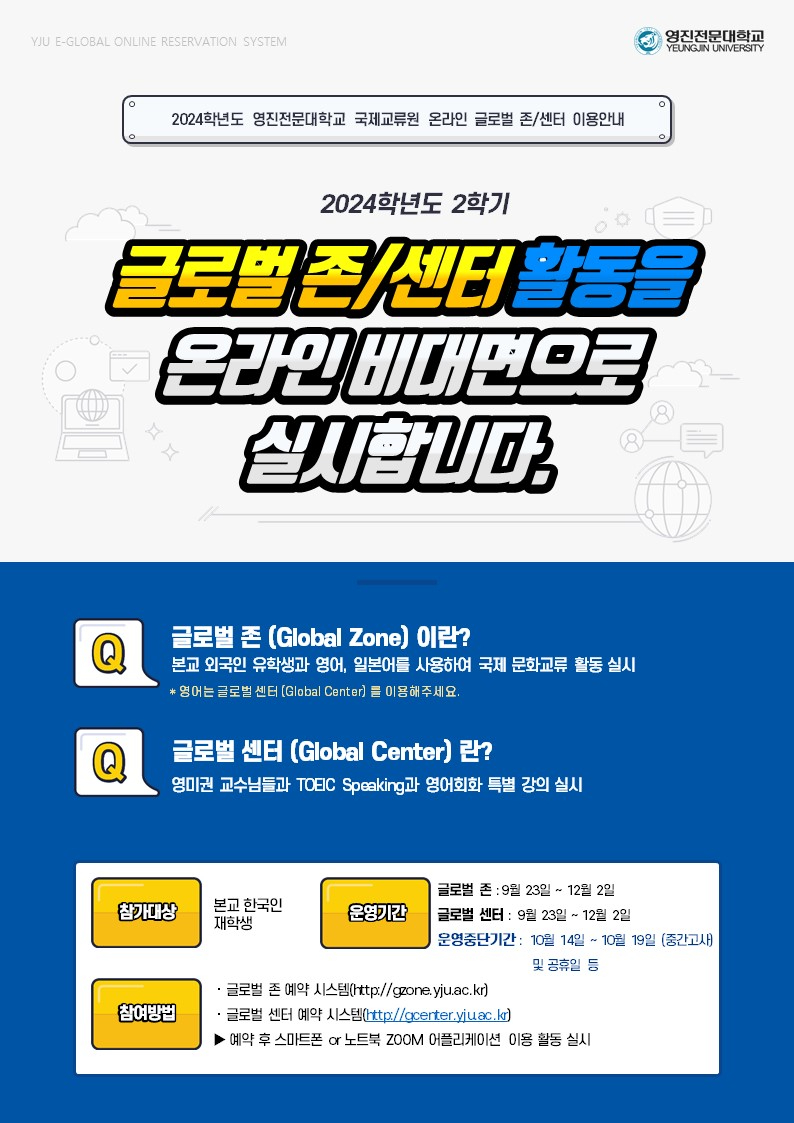 YJU E-GLOBAL ONLINE RESERVATION SYSTEM
영진전문대학교
YEUNGJIN UNIVERSITY
2024학년도 영진전문대학교 국제교류원 온라인 글로벌 존/센터 이용안내
2024학년도 2학기
글로벌 존/센터 활동을
온라인 비대면으로
실시합니다.
Q
글로벌 존 (Global Zone) 이란?
본교 외국인 유학생과 영어, 일본어를 사용하여 국제 문화교류 활동 실시
* 영어는 글로벌 센터 (Global Center) 를 이용해주세요.
Q
글로벌 센터 (Global Center) 란?
영미권 교수님들과 TOEIC Speaking과 영어회화 특별 강의 실시
참가대상
본교 한국인
재학생
운영기간
글로벌 존 : 9월 23일 ~ 12월 2일
글로벌 센터 : 9월 23일 ~ 12월 2일
운영중단기간 : 10월 14일 ~ 10월 19일 (중간고사)
및 공휴일 등
참여방법
· 글로벌 존 예약 시스템(http://gzone.yju.ac.kr)
· 글로벌 센터 예약 시스템(http://gcenter.yju.ac.kr)
▶ 예약 후 스마트폰 or 노트북 ZOOM 어플리케이션 이용 활동 실시